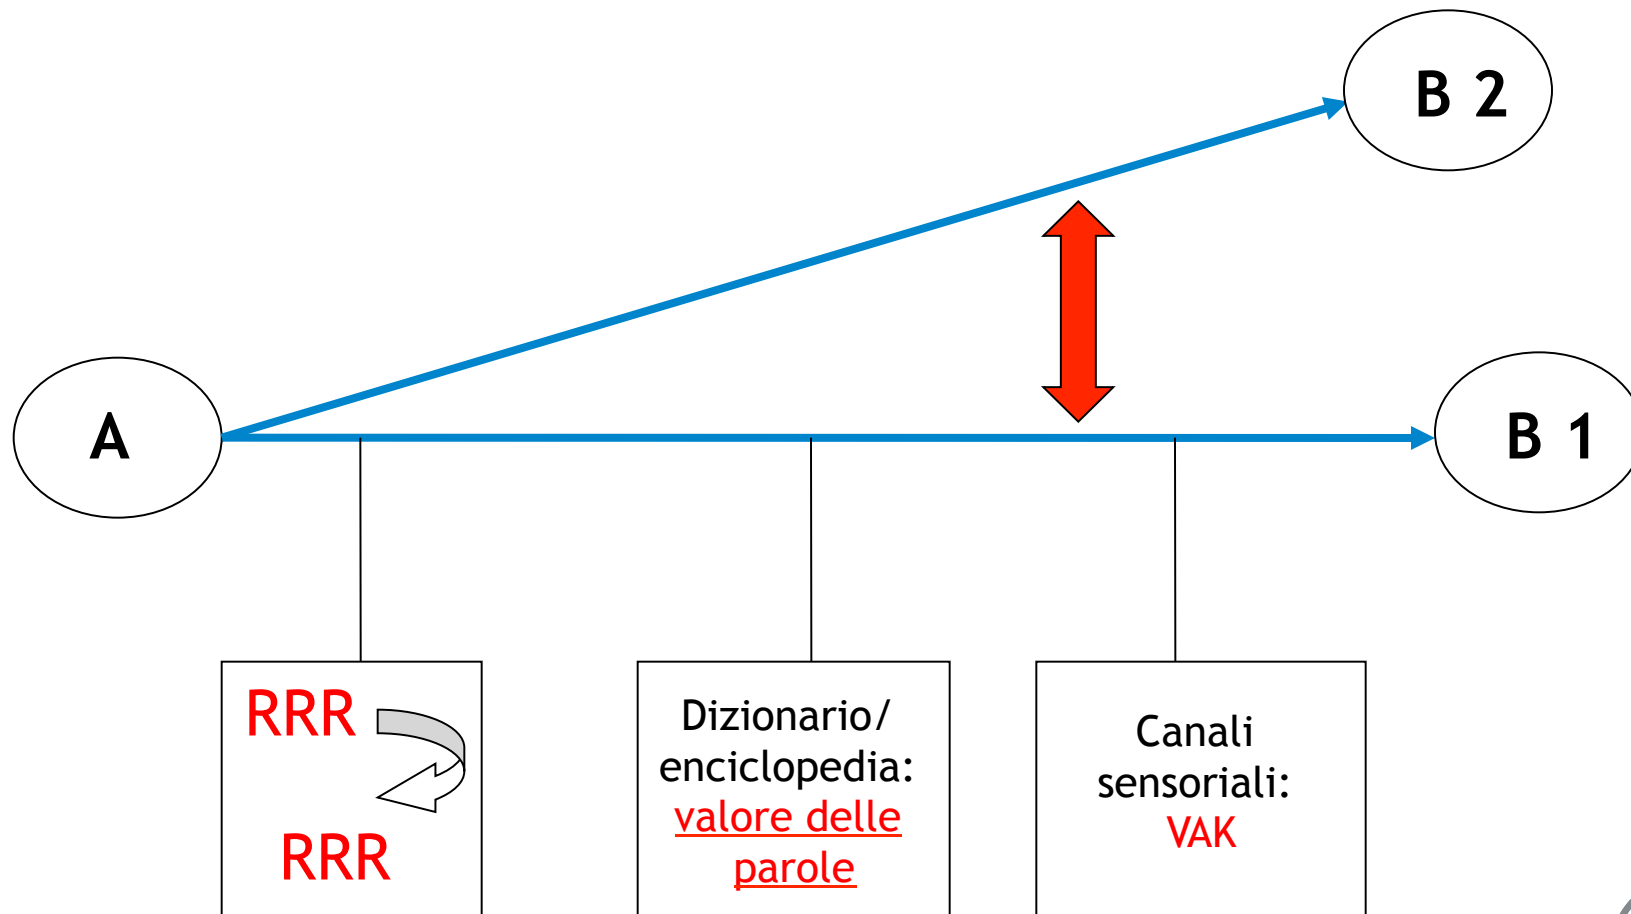 B 2
A
B 1
RRR
RRR
Dizionario/
enciclopedia:
valore delle
parole
Canali
sensoriali:
VAK